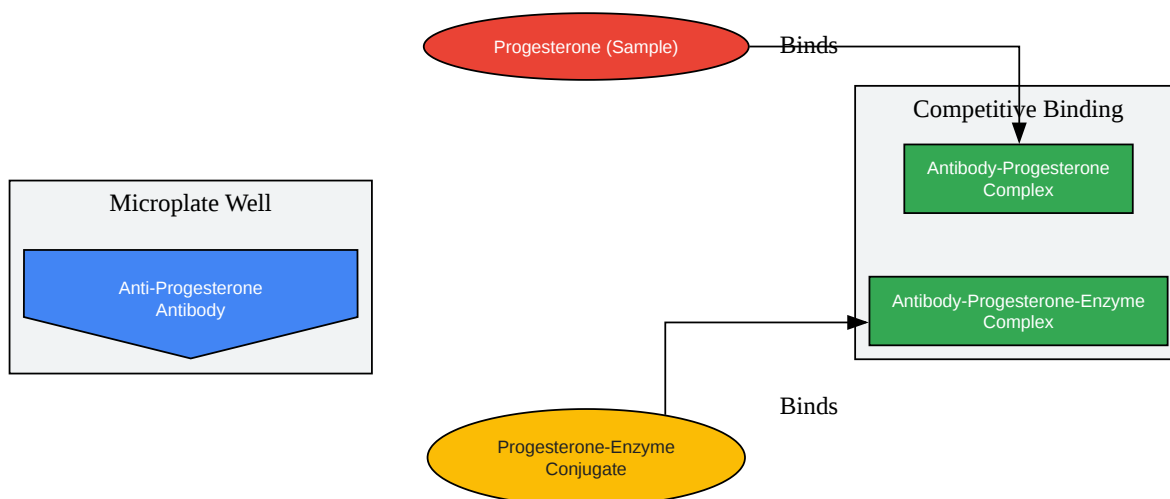 Progesterone (Sample)
Binds
Competitive Binding
Antibody-Progesterone
Complex
Microplate Well
Anti-Progesterone
Antibody
Antibody-Progesterone-Enzyme
Complex
Binds
Progesterone-Enzyme
Conjugate